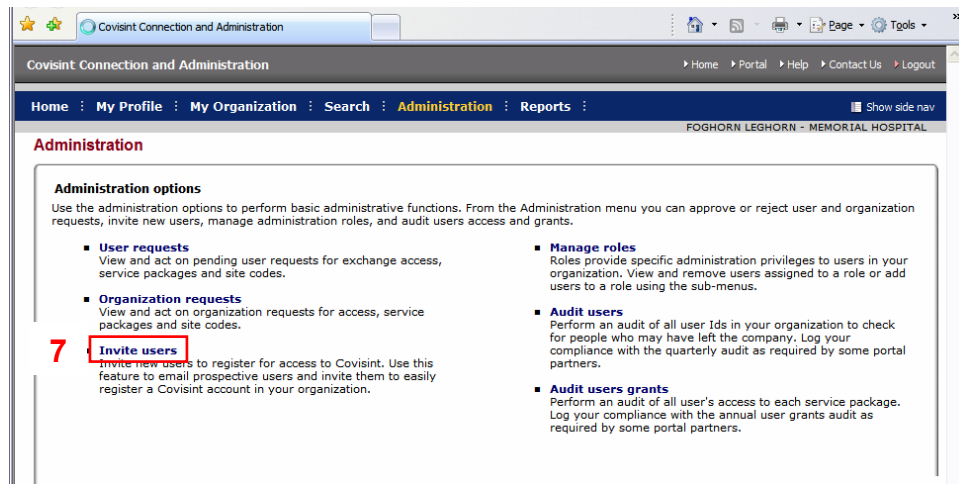 Covisint Connection and Administration
Page Tools »
Covisint Connection and Administration
Home Portal Help Contact Us Logout
Home My Profile My Organization Search Administration Reports Show side nav
FOGHORN LEGHORN - MEMORIAL HOSPITAL
Administration
Administration options
Use the administration options to perform basic administrative functions. From the Administration menu you can approve or reject user and organization
requests, invite new users, manage administration roles, and audit users access and grants.
User requests
View and act on pending user requests for exchange access,
service packages and site codes.
Organization requests
View and act on organization requests for access, service
packages and site codes.
7
Invite users
Invite new users to register for access to Covisint. Use this
feature to email prospective users and invite them to easily
register a Covisint account in your organization.
Manage roles
Roles provide specific administration privileges to users in your
organization. View and remove users assigned to a role or add
users to a role using the sub-menus.
Audit users
Perform an audit of all user Ids in your organization to check
for people who may have left the company. Log your
compliance with the quarterly audit as required by some portal
partners.
Audit users grants
Perform an audit of all user's access to each service package.
Log your compliance with the annual user grants audit as
required by some portal partners.